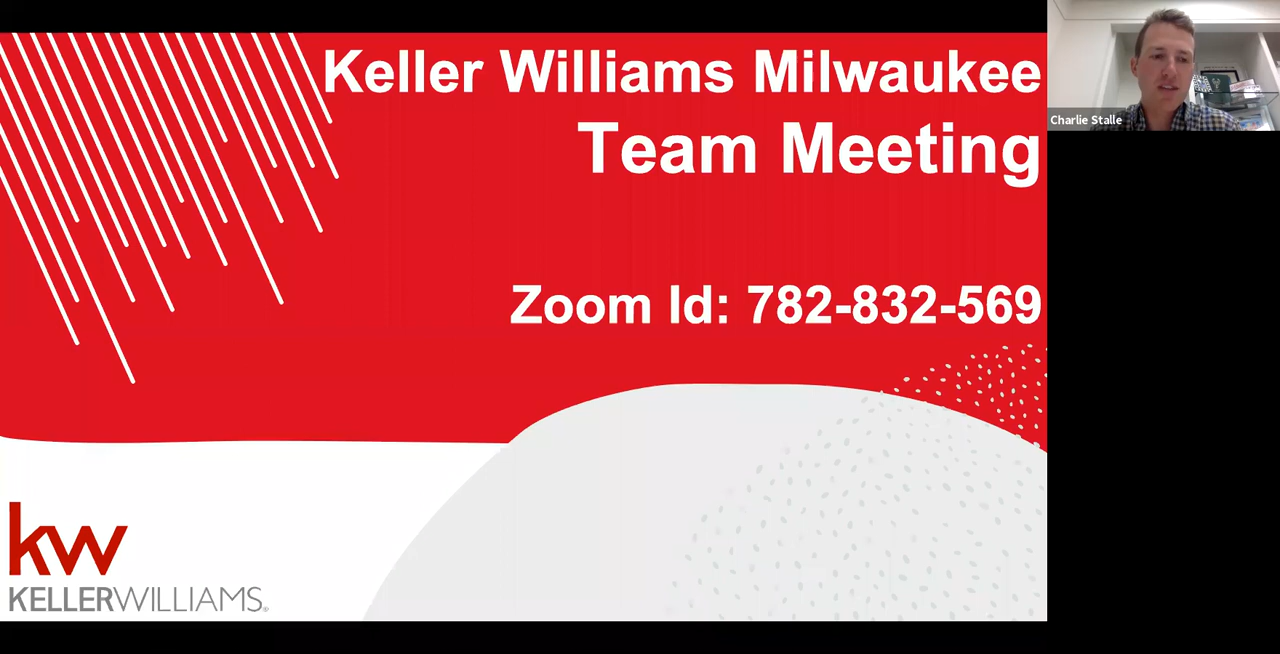 Keller Williams Milwaukee
Team Meeting
Zoom Id: 782-832-569
Charlie Stalle
kw
KELLERWILLIAMS®